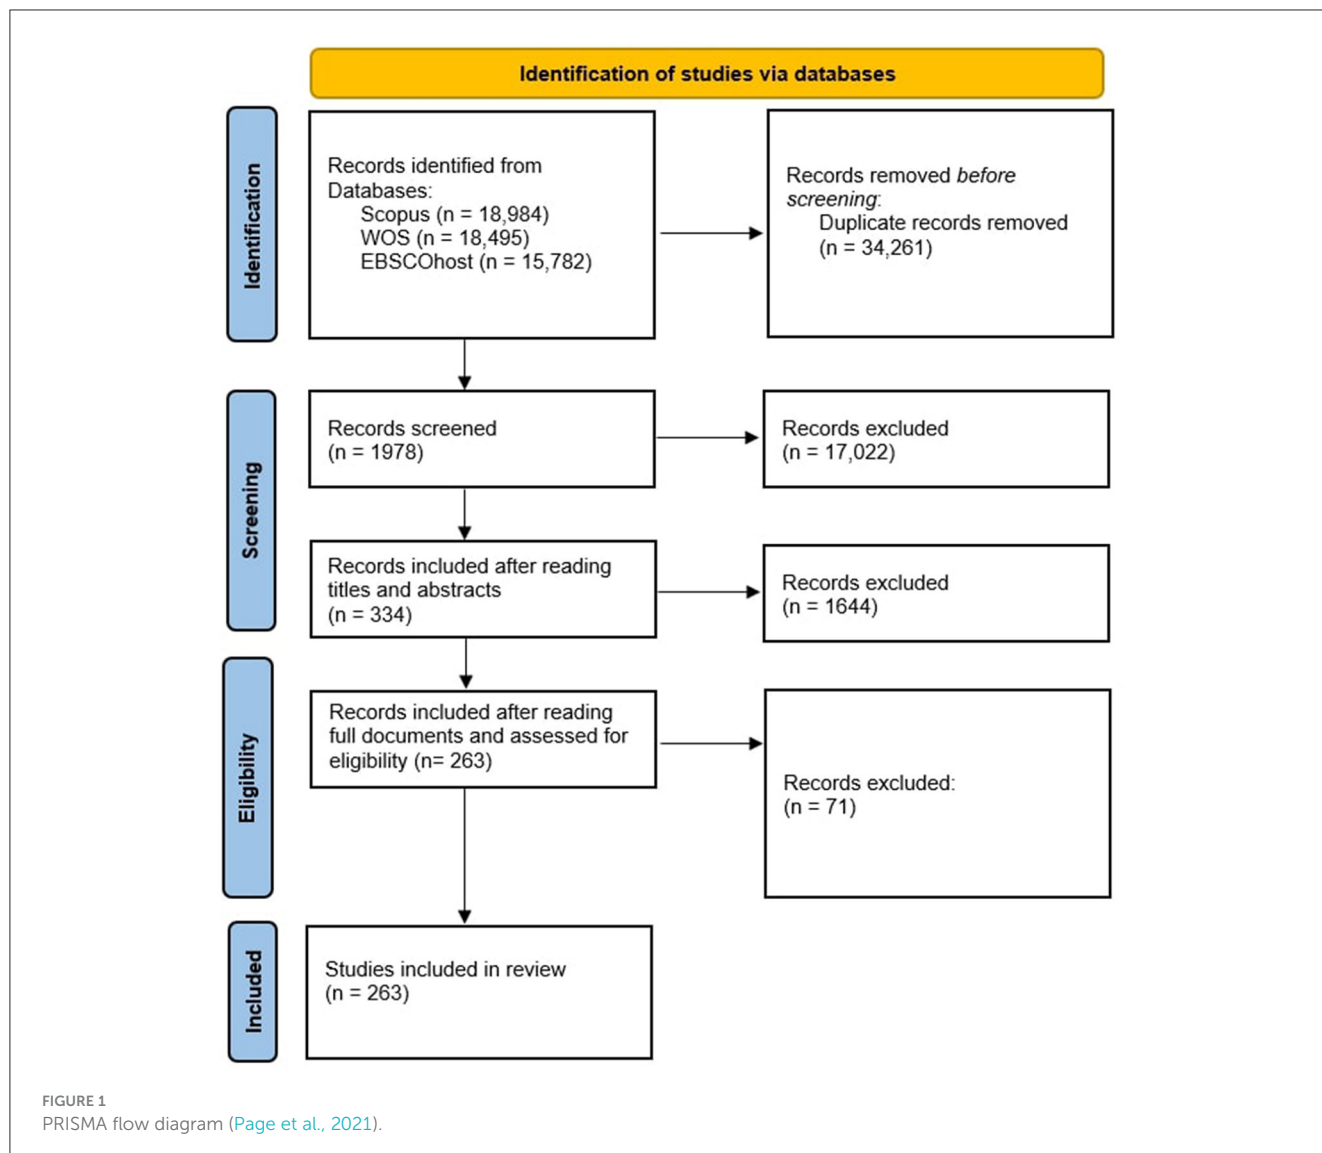 Identification of studies via databases
Identification
Records identified from
Databases:
Scopus (n = 18,984)
WOS (n = 18,495)
EBSCOhost (n = 15,782)
Records removed before
screening:
Duplicate records removed
(n = 34,261)
Screening
Records screened
(n = 1978)
Records excluded
(n = 17,022)
Records included after reading
titles and abstracts
(n = 334)
Records excluded
(n = 1644)
Eligibility
Records included after reading
full documents and assessed for
eligibility (n= 263)
Records excluded:
(n = 71)
Included
Studies included in review
(n = 263)
FIGURE 1
PRISMA flow diagram (Page et al., 2021).